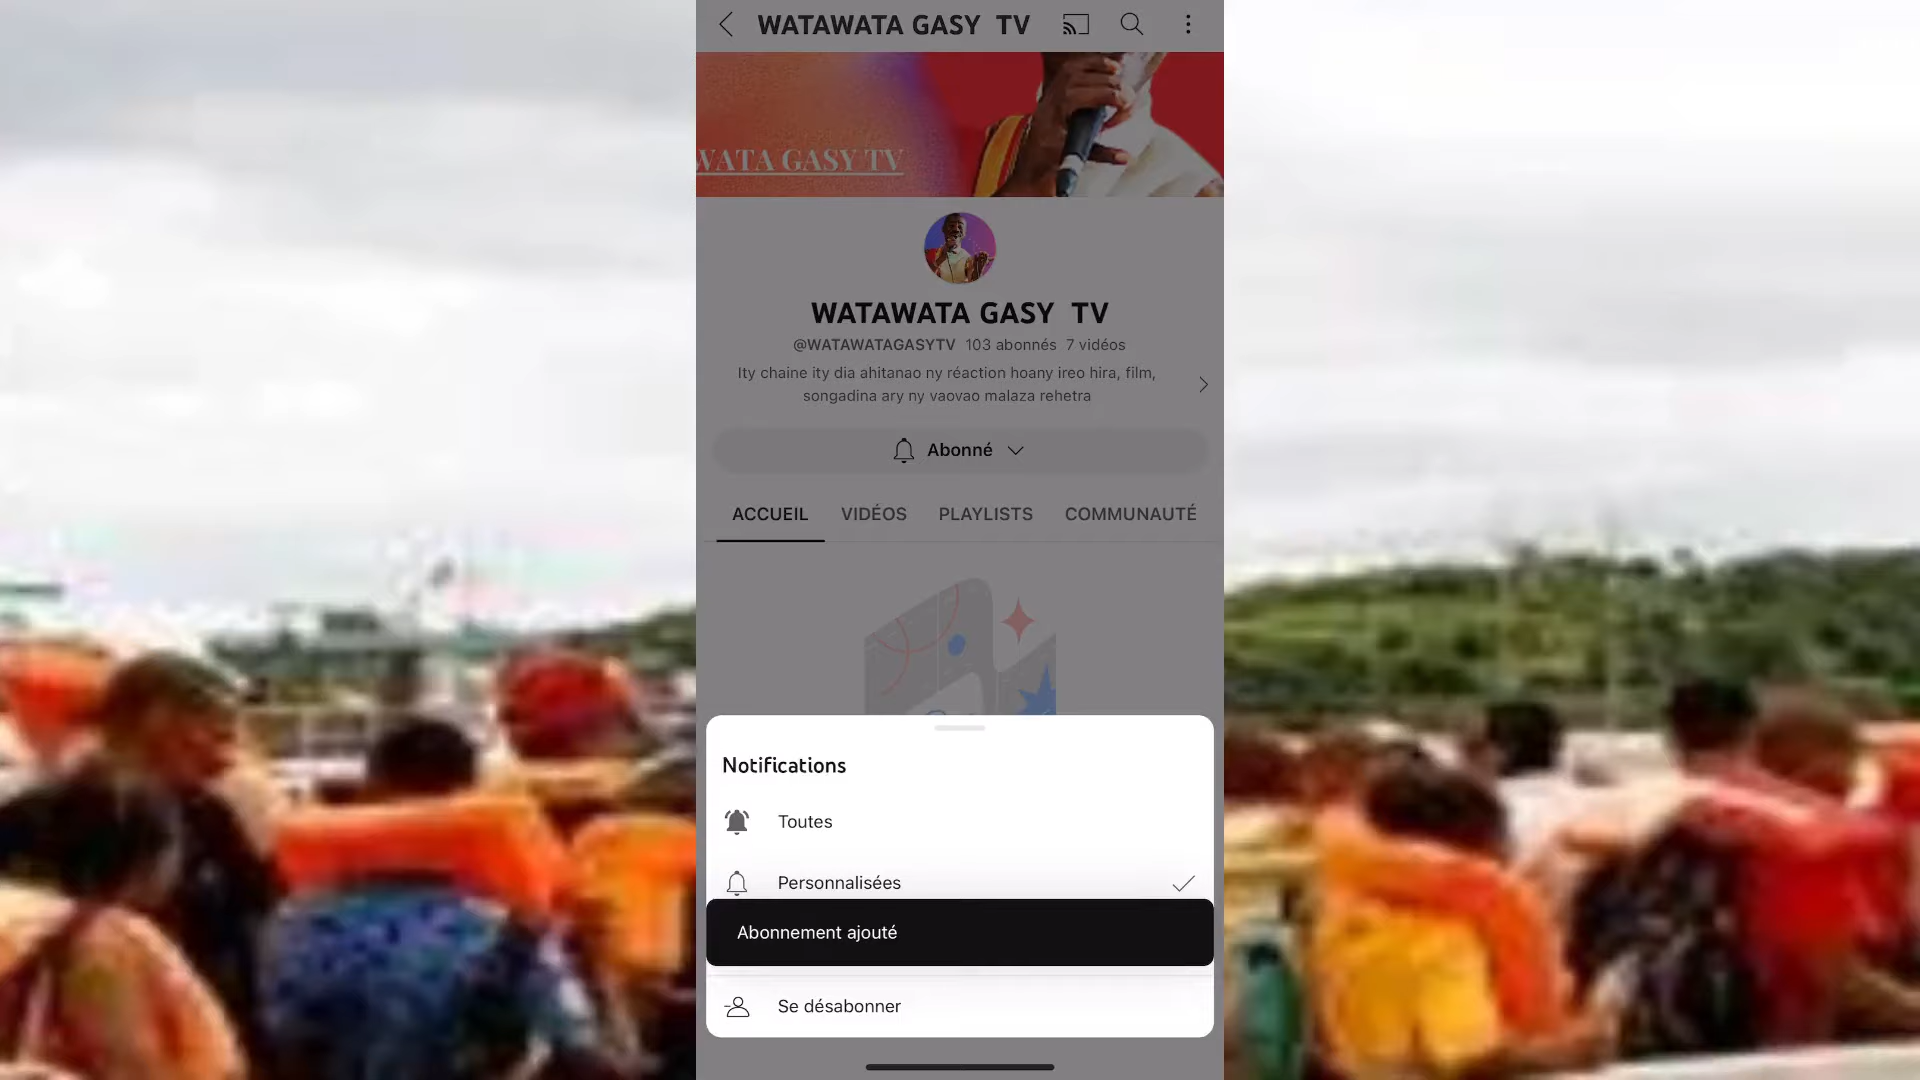 WATAWATA GASY TV
WATA GASY TV
WATAWATA GASY TV
@WATAWATAGASYTV 103 abonnés 7 vidéos
Ity chaine ity dia ahitanao ny réaction hoany ireo hira, film,
songadina ary ny vaovao malaza rehetra
Abonné
ACCUEIL VIDÉOS PLAYLISTS COMMUNAUTÉ
Notifications
Toutes
Personnalisées
Abonnement ajouté
Se désabonner